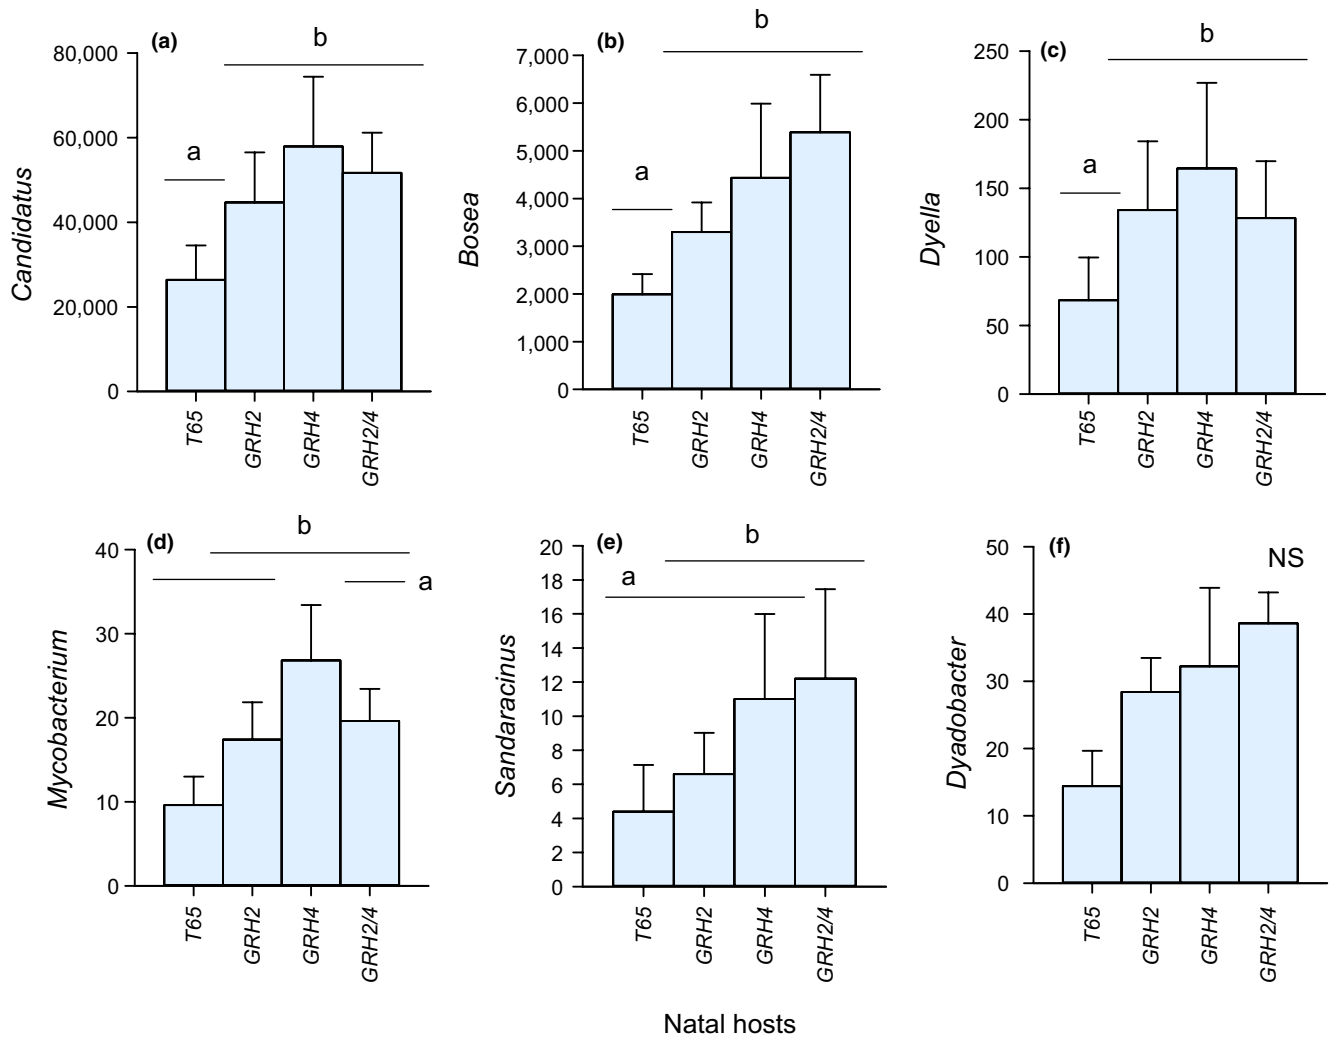 (a)
b
a
80,000
60,000
40,000
20,000
0
Candidatus
T65
GRH2
GRH4
GRH2/4
(b)
b
a
7,000
6,000
5,000
4,000
3,000
2,000
1,000
0
Bosea
T65
GRH2
GRH4
GRH2/4
(c)
b
a
250
200
150
100
50
0
Dyella
T65
GRH2
GRH4
GRH2/4
(d)
b
a
40
30
20
10
0
Mycobacterium
T65
GRH2
GRH4
GRH2/4
(e)
b
a
20
18
16
14
12
10
8
6
4
2
0
Sandaracinus
T65
GRH2
GRH4
GRH2/4
(f)
NS
50
40
30
20
10
0
Dyadobacter
T65
GRH2
GRH4
GRH2/4
Natal hosts